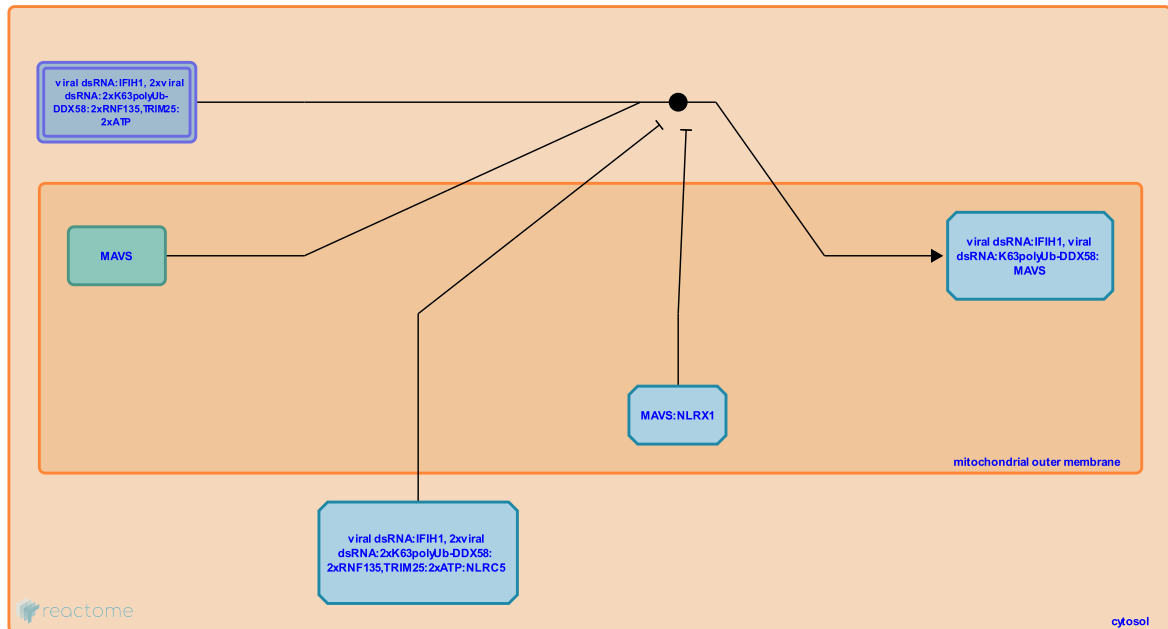 viral dsRNA:IFIH1, 2xviral
dsRNA:2xK63polyUb-
DDX58:2xRNF135,TRIM25:
2xATP
MAVS
viral dsRNA:IFIH1, viral
dsRNA:K63polyUb-DDX58:
MAVS
MAVS:NLRX1
mitochondrial outer membrane
viral dsRNA:IFIH1, 2xviral
dsRNA:2xK63polyUb-DDX58:
2xRNF135,TRIM25:2xATP:NLRC5
reactome
cytosol